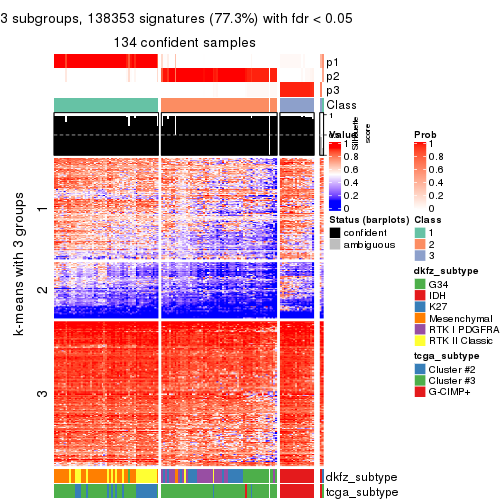 3 subgroups, 138353 signatures (77.3%) with fdr < 0.05
134 confident samples
p1
p2
p3
Class
1
Silhouette
score
k-means with 3 groups
1
2
3
dkfz_subtype
tcga_subtype
Value
1
0.8
0.6
0.4
0.2
0
Prob
1
0.8
0.6
0.4
0.2
0
Status (barplots)
confident
ambiguous
Class
1
2
3
dkfz_subtype
G34
IDH
K27
Mesenchymal
RTK I PDGFRA
RTK II Classic
tcga_subtype
Cluster #2
Cluster #3
G-CIMP+